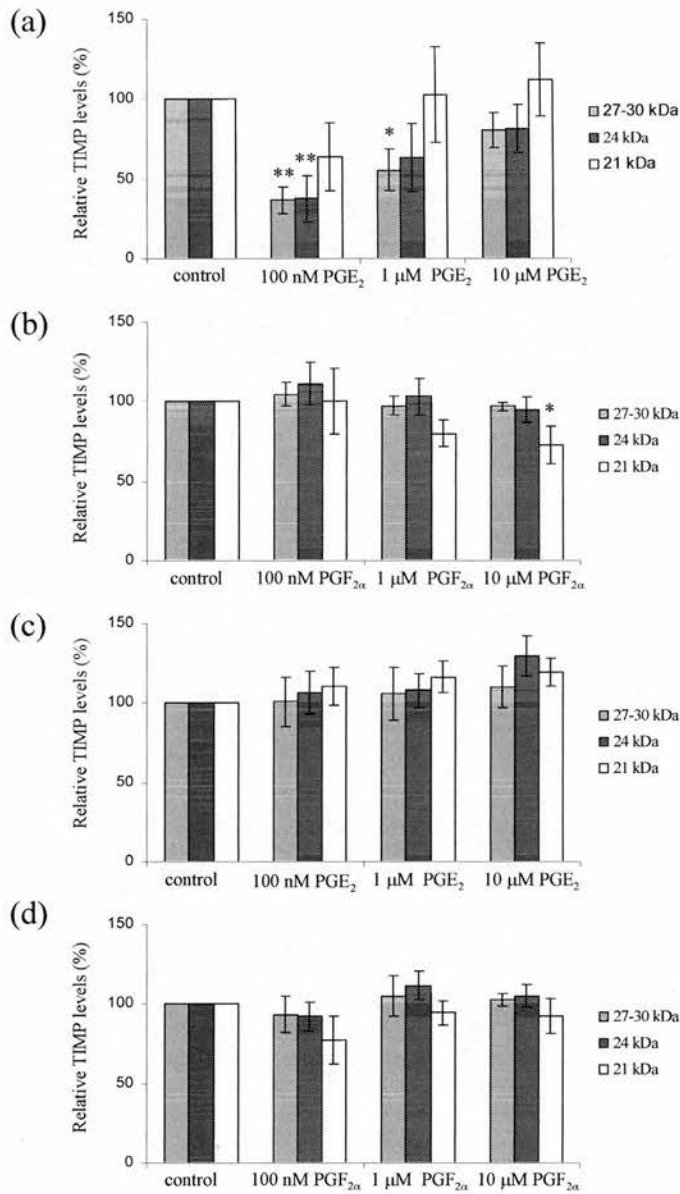 (a)
150
100
50
0
Relative TIMP levels (%)
**
**
*
27-30 kDa
24 kDa
21 kDa
control
100 nM PGE₂
1 µM PGE₂
10 µM PGE₂
(b)
150
100
50
0
Relative TIMP levels (%)
*
27-30 kDa
24 kDa
21 kDa
control
100 nM PGF₂α
1 µM PGF₂α
10 µM PGF₂α
(c)
150
100
50
0
Relative TIMP levels (%)
27-30 kDa
24 kDa
21 kDa
control
100 nM PGE₂
1 µM PGE₂
10 µM PGE₂
(d)
150
100
50
0
Relative TIMP levels (%)
27-30 kDa
24 kDa
21 kDa
control
100 nM PGF₂α
1 µM PGF₂α
10 µM PGF₂α